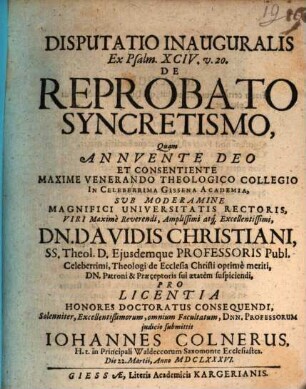 DISPUTATIO INAUGURALIS
Ex Psalm. XCIV. v. 20.
DE
REPROBATO
SYNCRETISMO,
Quam
ANNVENTE DEO
ET CONSENTIENTE
MAXIME VENERANDO THEOLOGICO COLLEGIO
IN CELEBERRIMA GISSENA ACADEMIA,
SUB MODERAMINE
MAGNIFICI UNIVERSITATIS RECTORIS,
VIRI Maximè Reverendi, Amplissimi atq; Excellentissimi,
DN. DAVIDIS CHRISTIANI,
SS. Theol. D. Ejusdemque PROFESSORIS Publ.
Celeberrimi, Theologi de Ecclesia Christi optimè meriti,
DN. Patroni & Præceptoris sui ætatèm suspiciendi,
PRO
LICENTIA
HONORES DOCTORATUS CONSEQUENDI,
Solenniter, Excellentissimorum, omnium Facultatum, DNN. PROFESSORUM
judicio submittit
IOHANNES COLNERUS,
H. t. in Principali Waldeccorum Saxomonte Ecclesiastes.
Die 22. Martii, Anno MDCLXXVI.
GIESSÆ, Literis Academicis KARGERIANIS.